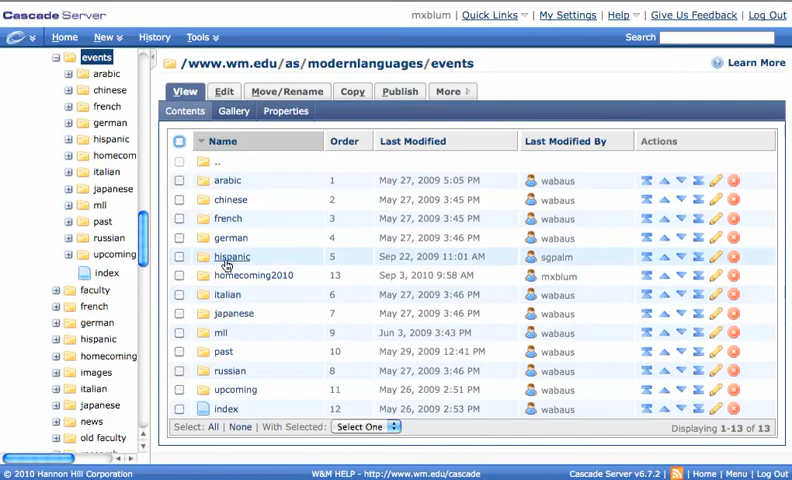 Cascade Server
mxblum | Quick Links | My Settings | Help | Give Us Feedback | Log Out
Home New History Tools Search
events
arabic
chinese
french
german
hispanic
homecom
italian
japanese
mll
past
russian
upcoming
index
faculty
french
german
hispanic
homecoming
images
italian
japanese
news
old faculty
/www.wm.edu/as/modernlanguages/events
Learn More
View Edit Move/Rename Copy Publish More
Contents Gallery Properties
Name Order Last Modified Last Modified By Actions
..
arabic 1 May 27, 2009 5:05 PM wabaus
chinese 2 May 27, 2009 3:45 PM wabaus
french 3 May 27, 2009 3:45 PM wabaus
german 4 May 27, 2009 3:45 PM wabaus
hispanic 5 Sep 22, 2009 11:01 AM sgpalm
homecoming2010 13 Sep 3, 2010 9:58 AM mxblum
italian 6 May 27, 2009 3:46 PM wabaus
japanese 7 May 27, 2009 3:46 PM wabaus
mll 9 Jun 3, 2009 3:43 PM wabaus
past 10 May 29, 2009 12:41 PM wabaus
russian 8 May 27, 2009 3:46 PM wabaus
upcoming 11 May 26, 2009 2:51 PM wabaus
index 12 May 26, 2009 2:53 PM wabaus
Select: All | None | With Selected: Select One
Displaying 1-13 of 13
© 2010 Hannon Hill Corporation W&M HELP - http://www.wm.edu/cascade Cascade Server v6.7.2 | Home | Menu | Log Out